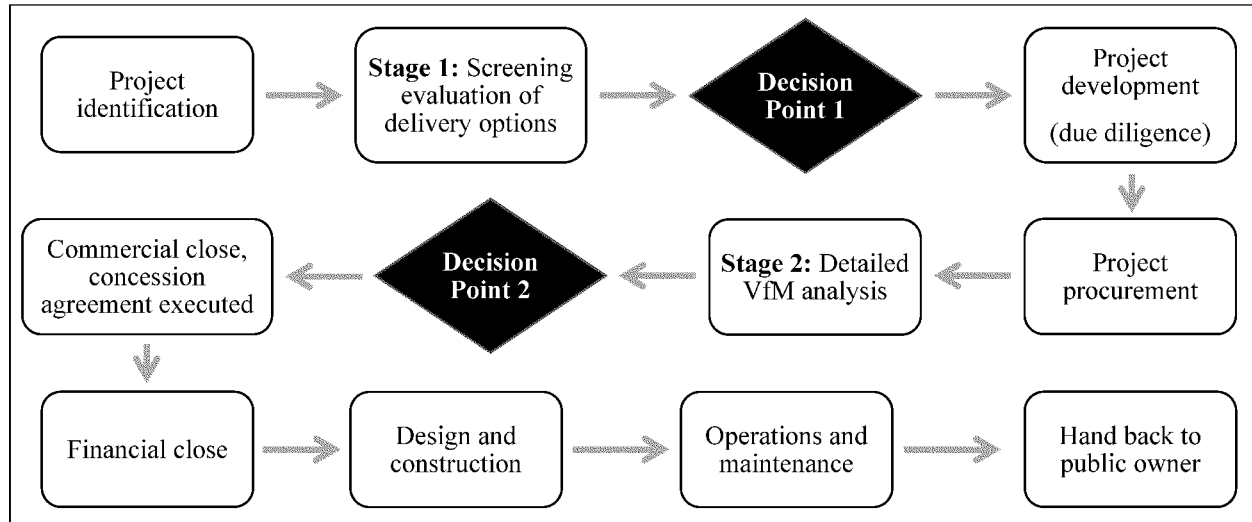 Project
identification
Stage 1: Screening
evaluation of
delivery options
Decision
Point 1
Project
development
(due diligence)
Project
procurement
Stage 2: Detailed
VfM analysis
Decision
Point 2
Commercial close,
concession
agreement executed
Financial close
Design and
construction
Operations and
maintenance
Hand back to
public owner